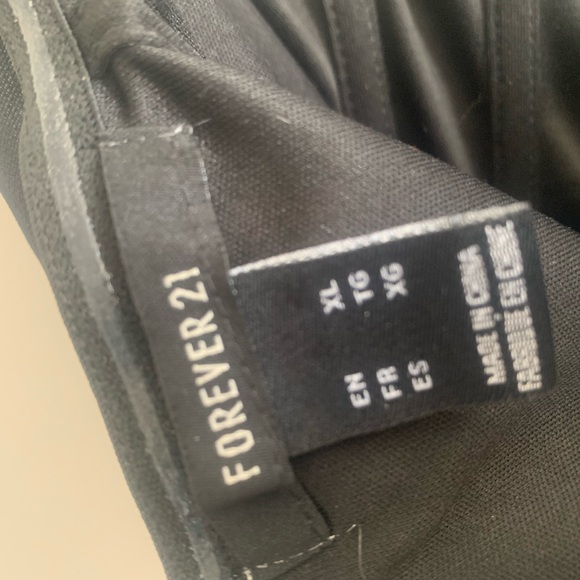 FOREVER 21
EN XL
FR TG
ES XG
MADE IN CHINA
FABRIQUÉ EN CHINE